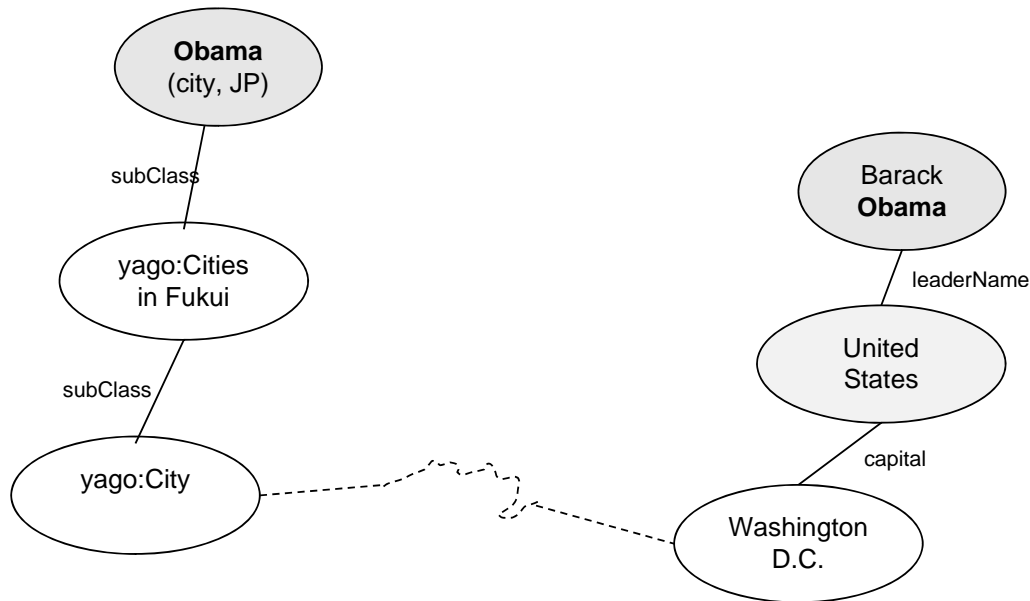 Obama
(city, JP)
subClass
yago:Cities
in Fukui
subClass
yago:City
Barack
Obama
leaderName
United
States
capital
Washington
D.C.